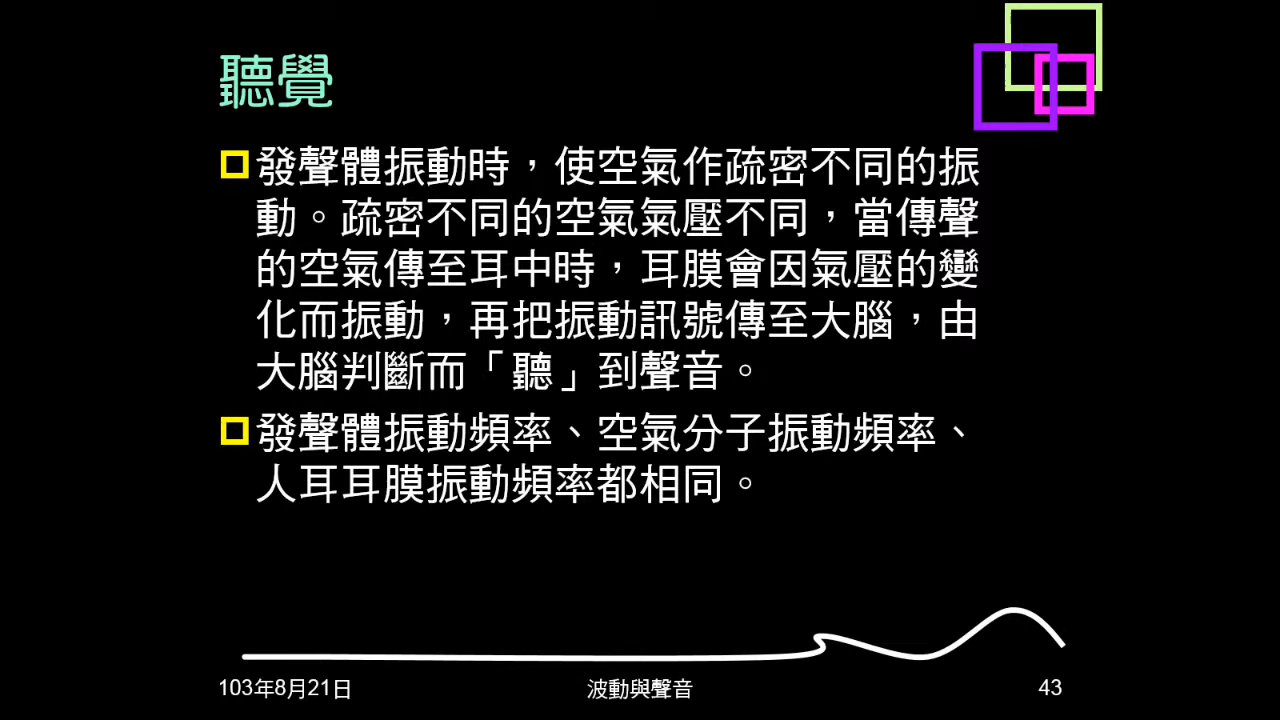 聽覺
發聲體振動時，使空氣作疏密不同的振
動。疏密不同的空氣氣壓不同，當傳聲
的空氣傳至耳中時，耳膜會因氣壓的變
化而振動，再把振動訊號傳至大腦，由
大腦判斷而「聽」到聲音。
發聲體振動頻率、空氣分子振動頻率、
人耳耳膜振動頻率都相同。
103年8月21日
波動與聲音
43